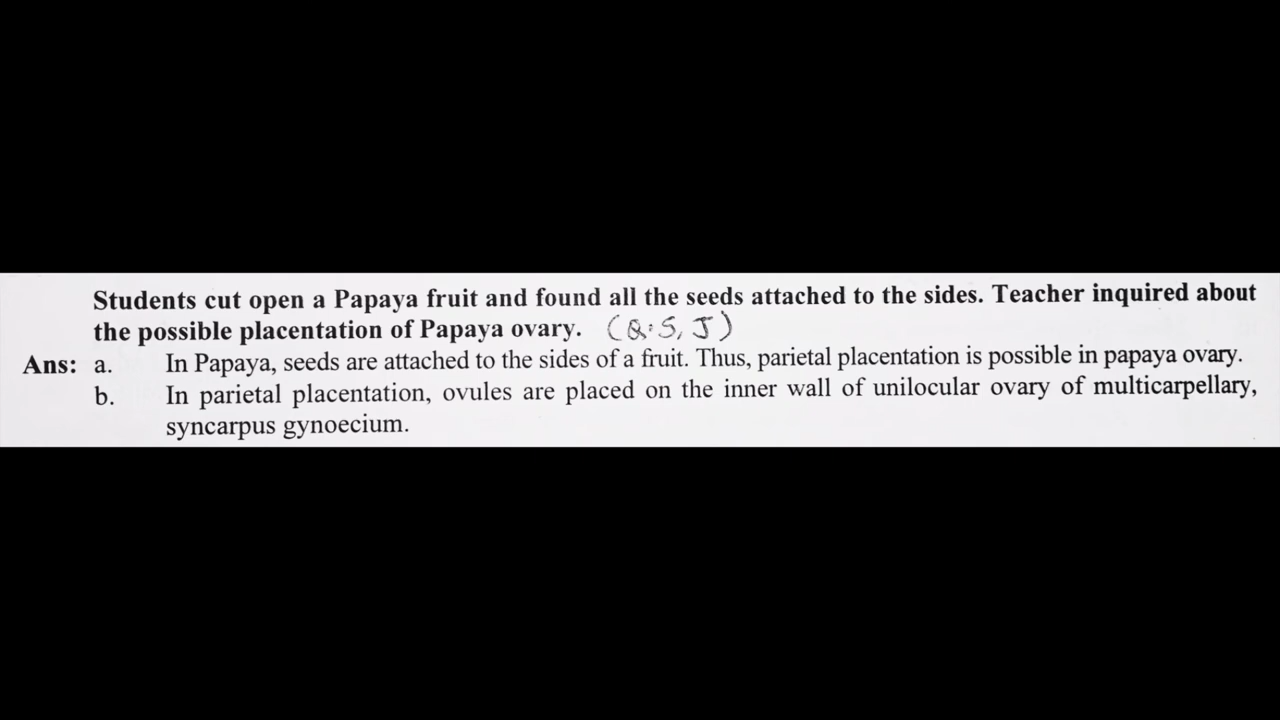 Students cut open a Papaya fruit and found all the seeds attached to the sides. Teacher inquired about
the possible placentation of Papaya ovary. (Q.S, J)
Ans: a. In Papaya, seeds are attached to the sides of a fruit. Thus, parietal placentation is possible in papaya ovary.
b. In parietal placentation, ovules are placed on the inner wall of unilocular ovary of multicarpellary,
syncarpus gynoecium.